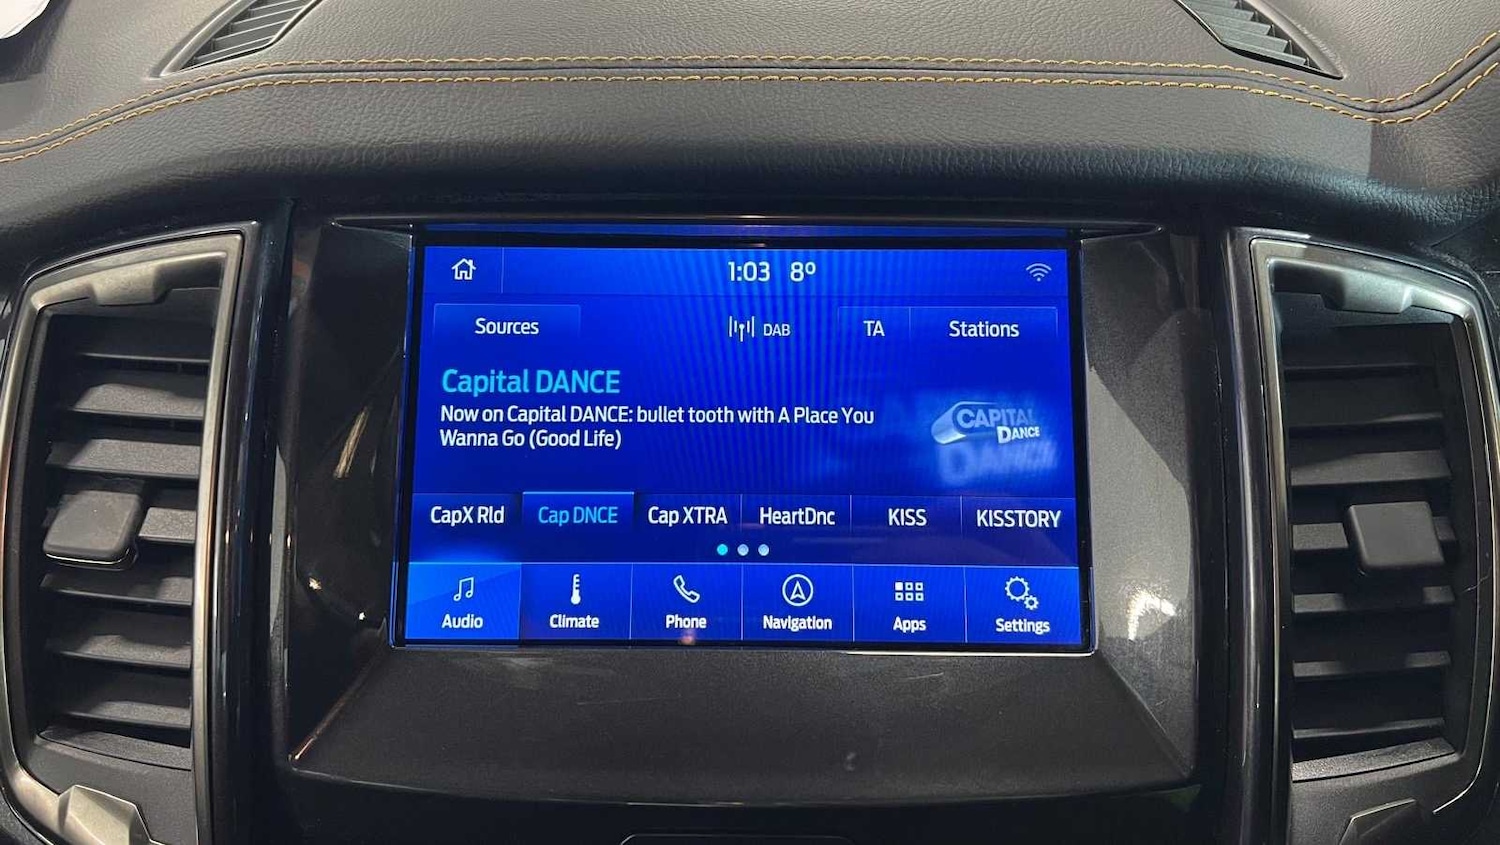 1:03 8º
Sources
DAB
TA
Stations
Capital DANCE
Now on Capital DANCE: bullet tooth with A Place You
Wanna Go (Good Life)
CAPITAL
DANCE
CapX Rld
Cap DNCE
Cap XTRA
HeartDnc
KISS
KISSTORY
Audio
Climate
Phone
Navigation
Apps
Settings